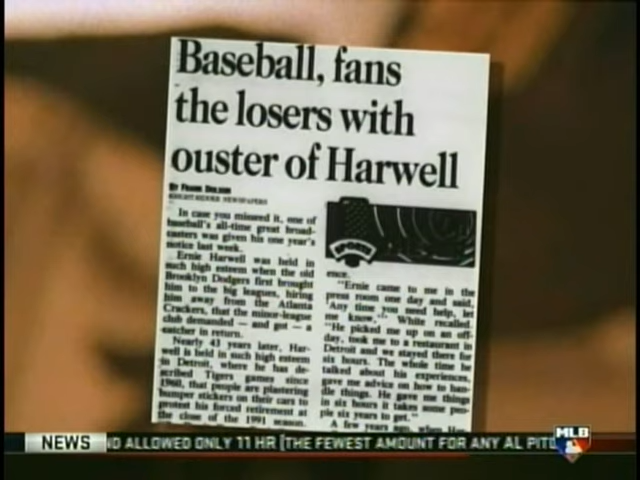 Baseball, fans
the losers with
ouster of Harwell
BY FRANK DOLSON
KNIGHT-RIDDER NEWSPAPERS
In case you missed it, one of
baseball's all-time great broad-
casters was given his one year's
notice last week.
Ernie Harwell was held in
such high esteem when the old
Brooklyn Dodgers first brought
him to the big leagues, hiring
him away from the Atlanta
Crackers, that the minor-league
club demanded — and got — a
catcher in return.
Nearly 43 years later, Har-
well is held in such high esteem
in Detroit, where he has de-
scribed Tigers games since
1960, that people are plastering
bumper stickers on their cars to
protest his forced retirement at
the close of the 1991 season.
SPORTS
ence.
"Ernie came to me in the
press room one day and said,
'Any time you need help, let
me know,'" White recalled.
"He picked me up on an off-
day, took me to a restaurant in
Detroit and we stayed there for
six hours. The whole time he
talked about his experiences,
gave me advice on how to han-
dle things. He gave me things
in six hours it takes some peo-
ple six years to get."
A few years ago, when Har-
NEWS
D ALLOWED ONLY 11 HR [THE FEWEST AMOUNT FOR ANY AL PITC
MLB